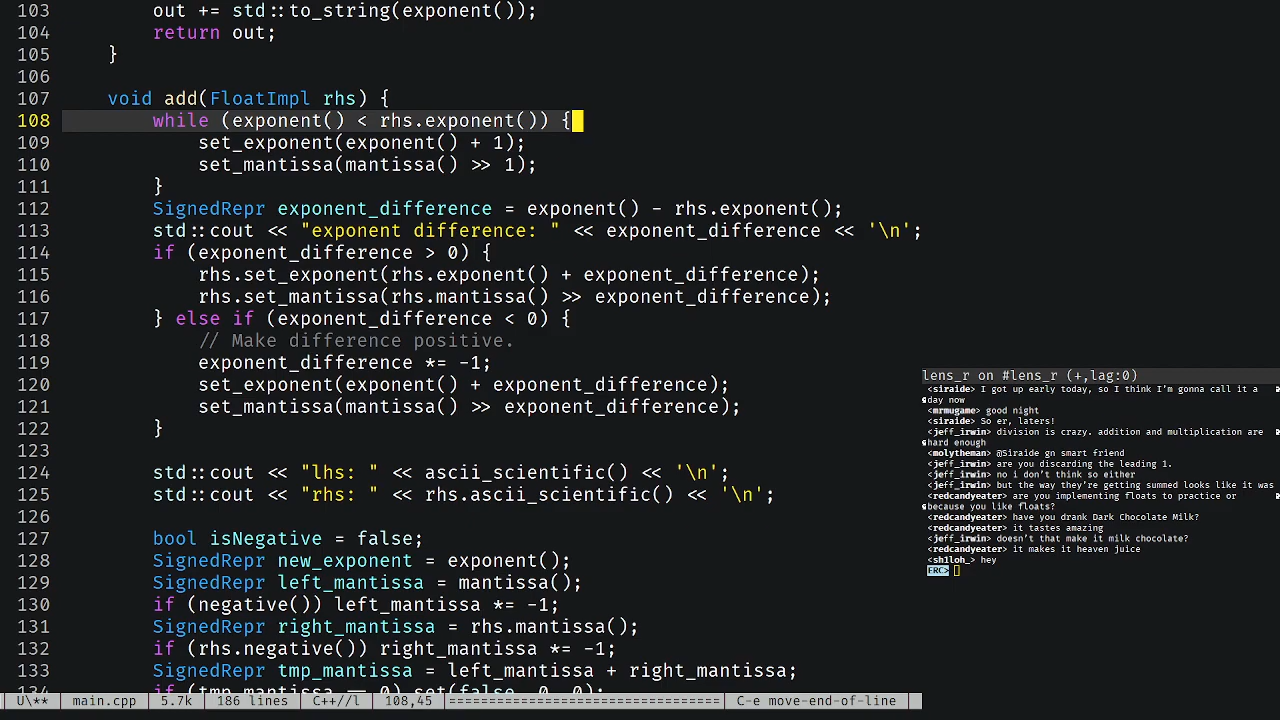 103         out += std::to_string(exponent());
104         return out;
105     }
106
107     void add(FloatImpl rhs) {
108         while (exponent() < rhs.exponent()) {
109             set_exponent(exponent() + 1);
110             set_mantissa(mantissa() >> 1);
111         }
112         SignedRepr exponent_difference = exponent() - rhs.exponent();
113         std::cout << "exponent difference: " << exponent_difference << '\n';
114         if (exponent_difference > 0) {
115             rhs.set_exponent(rhs.exponent() + exponent_difference);
116             rhs.set_mantissa(rhs.mantissa() >> exponent_difference);
117         } else if (exponent_difference < 0) {
118             // Make difference positive.
119             exponent_difference *= -1;
120             set_exponent(exponent() + exponent_difference);
121             set_mantissa(mantissa() >> exponent_difference);
122         }
123
124         std::cout << "lhs: " << ascii_scientific() << '\n';
125         std::cout << "rhs: " << rhs.ascii_scientific() << '\n';
126
127         bool isNegative = false;
128         SignedRepr new_exponent = exponent();
129         SignedRepr left_mantissa = mantissa();
130         if (negative()) left_mantissa *= -1;
131         SignedRepr right_mantissa = rhs.mantissa();
132         if (rhs.negative()) right_mantissa *= -1;
133         SignedRepr tmp_mantissa = left_mantissa + right_mantissa;
134         if (tmp_mantissa == 0) set(false, 0, 0);
U\** main.cpp 5.7k 186 lines C++//l 108,45 ================================ C-e move-end-of-line
lens_r on #lens_r (+,lag:0)
<siraide> I got up early today, so I think I'm gonna call it a
day now
<mrmugame> good night
<siraide> So er, laters!
<jeff_irwin> division is crazy. addition and multiplication are
hard enough
<molytheman> @Siraide gn smart friend
<jeff_irwin> are you discarding the leading 1.
<jeff_irwin> no i don't think so either
<jeff_irwin> but the way they're getting summed looks like it was
<redcandyeater> are you implementing floats to practice or
because you like floats?
<redcandyeater> have you drank Dark Chocolate Milk?
<redcandyeater> it tastes amazing
<jeff_irwin> doesn't that make it milk chocolate?
<redcandyeater> it makes it heaven juice
<shiloh_> hey
ERC>